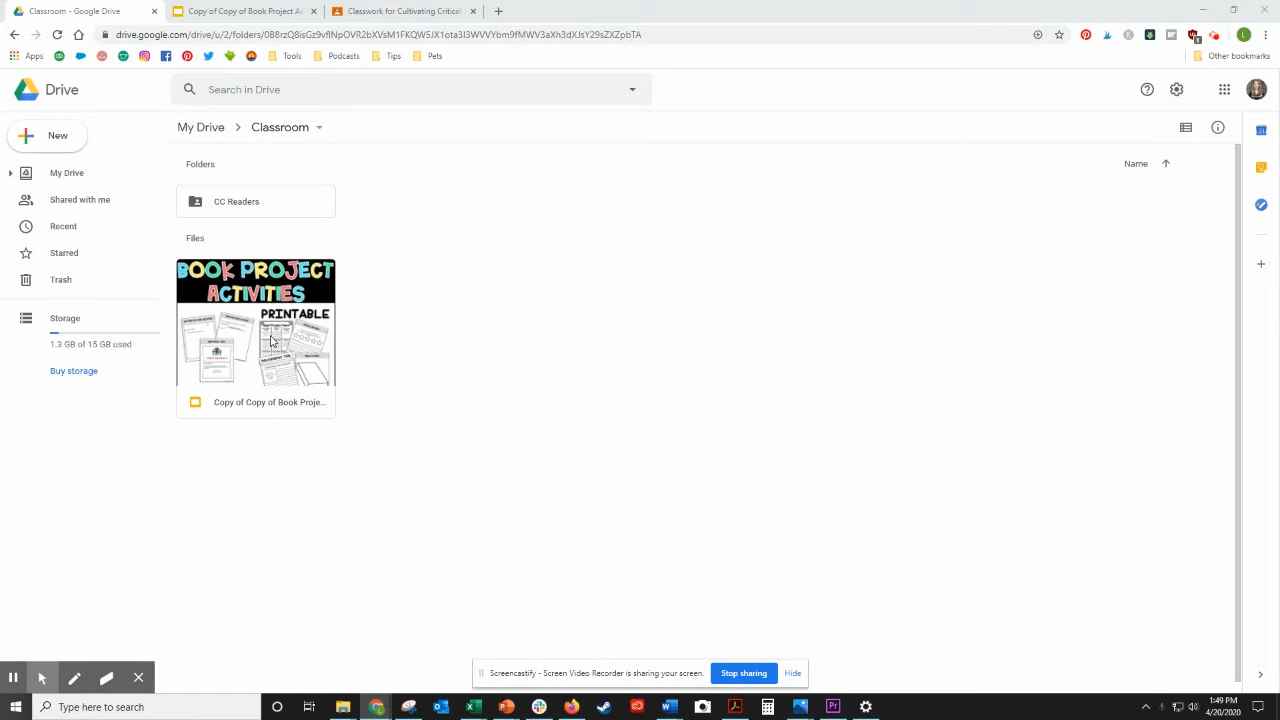 Classroom - Google Drive
Copy of Copy of Book Project Ac
Classwork for Cultivating Critical
drive.google.com/drive/u/2/folders/0B8rzQ8isGz9vflNpOVR2bXVsM1FKQW5JX1ota3I3WVVYbm9fMWV3aXh3dXJsY29sZXZpbTA
Apps
Tools
Podcasts
Tips
Pets
Other bookmarks
Drive
Search in Drive
New
My Drive > Classroom
My Drive
Shared with me
Recent
Starred
Trash
Storage
1.3 GB of 15 GB used
Buy storage
Folders
Name
CC Readers
Files
BOOK PROJECT
ACTIVITIES
PRINTABLE
Copy of Copy of Book Proje...
Screencastify - Screen Video Recorder is sharing your screen.
Stop sharing
Hide
Type here to search
1:49 PM
4/20/2020